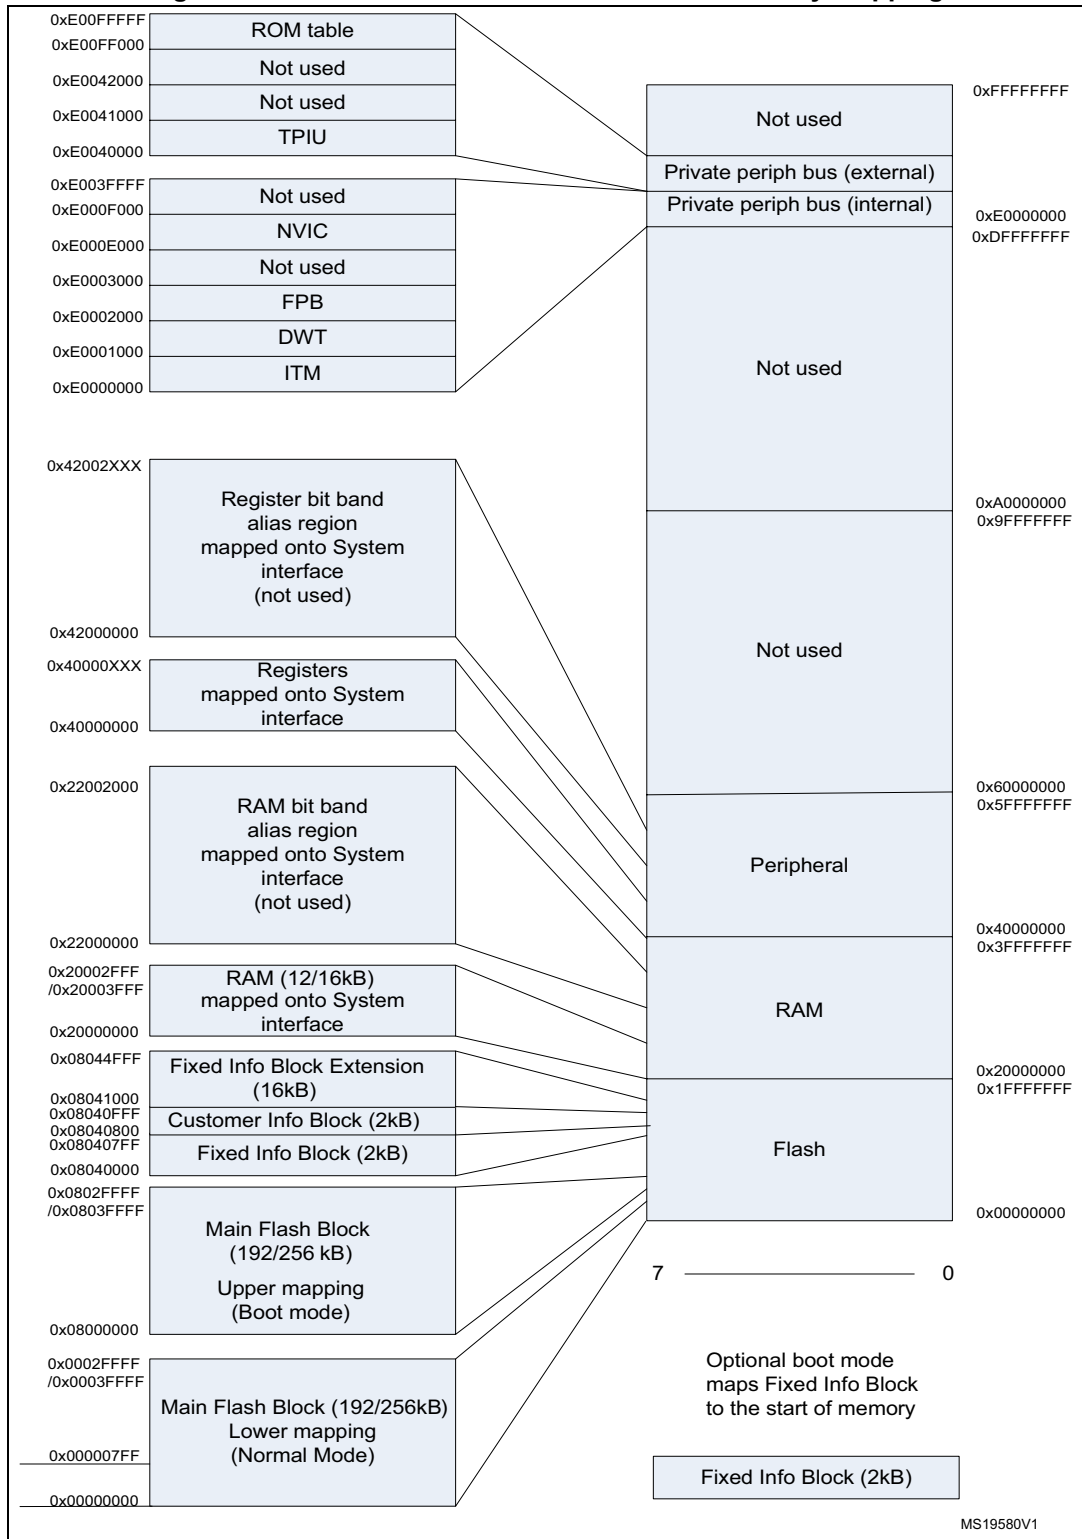 0xE00FFFFF
ROM table
0xE00FF000
Not used
0xE0042000
Not used
0xE0041000
TPIU
0xE0040000
0xE003FFFF
Not used
0xE000F000
NVIC
0xE000E000
Not used
0xE0003000
FPB
0xE0002000
DWT
0xE0001000
ITM
0xE0000000
0x42002XXX
Register bit band
alias region
mapped onto System
interface
(not used)
0x42000000
0x40000XXX
Registers
mapped onto System
interface
0x40000000
0x22002000
RAM bit band
alias region
mapped onto System
interface
(not used)
0x22000000
0x20002FFF
/0x20003FFF
RAM (12/16kB)
mapped onto System
interface
0x20000000
0x08044FFF
Fixed Info Block Extension
(16kB)
0x08041000
0x08040FFF
Customer Info Block (2kB)
0x08040800
0x080407FF
Fixed Info Block (2kB)
0x08040000
0x0802FFFF
/0x0803FFFF
Main Flash Block
(192/256 kB)
Upper mapping
(Boot mode)
0x08000000
0x0002FFFF
/0x0003FFFF
Main Flash Block (192/256kB)
Lower mapping
(Normal Mode)
0x000007FF
0x00000000
0xFFFFFFFF
Not used
Private periph bus (external)
Private periph bus (internal)
0xE0000000
0xDFFFFFFF
Not used
0xA0000000
0x9FFFFFFF
Not used
0x60000000
0x5FFFFFFF
Peripheral
0x40000000
0x3FFFFFFF
RAM
0x20000000
0x1FFFFFFF
Flash
0x00000000
7 0
Optional boot mode
maps Fixed Info Block
to the start of memory
Fixed Info Block (2kB)
MS19580V1